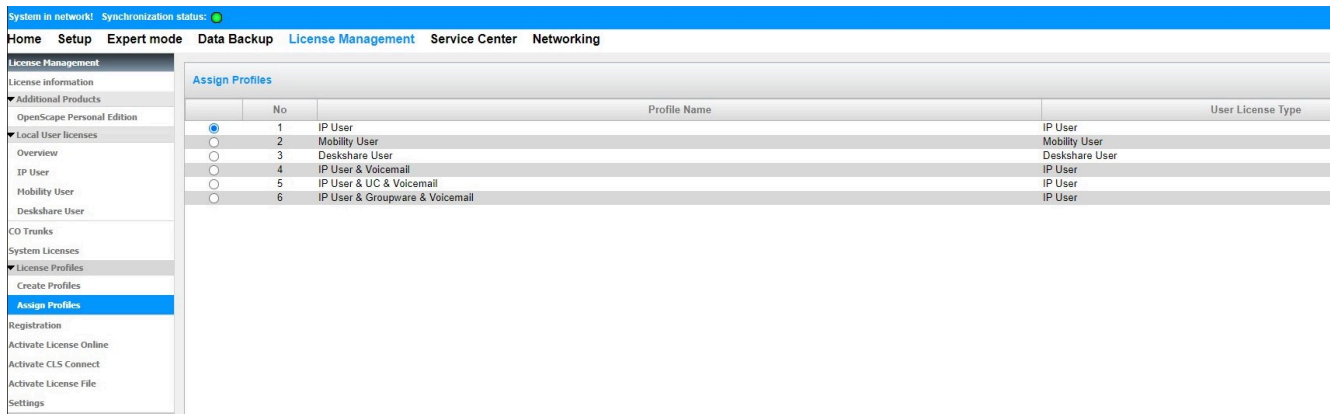 System in network! Synchronization status:
Home Setup Expert mode Data Backup License Management Service Center Networking
License Management
License information
Additional Products
OpenScape Personal Edition
Local User licenses
Overview
IP User
Mobility User
Deskshare User
CO Trunks
System Licenses
License Profiles
Create Profiles
Assign Profiles
Registration
Activate License Online
Activate CLS Connect
Activate License File
Settings
Assign Profiles
No Profile Name User License Type
1 IP User IP User
2 Mobility User Mobility User
3 Deskshare User Deskshare User
4 IP User & Voicemail IP User
5 IP User & UC & Voicemail IP User
6 IP User & Groupware & Voicemail IP User